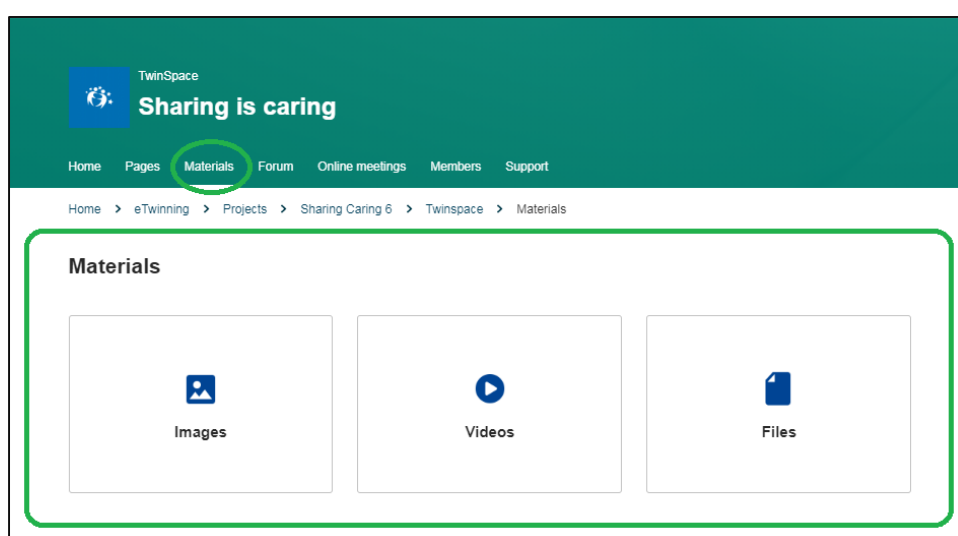 TwinSpace
Sharing is caring
Home Pages Materials Forum Online meetings Members Support
Home > eTwinning > Projects > Sharing Caring 6 > Twinspace > Materials
Materials
Images Videos Files